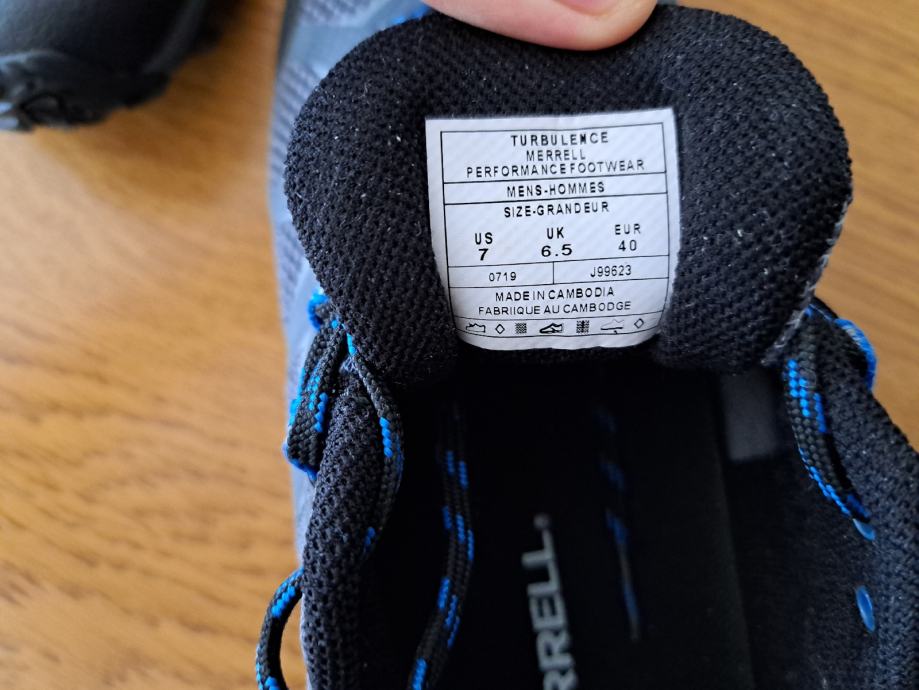 TURBULENCE
MERRELL
PERFORMANCE FOOTWEAR
MENS-HOMMES
SIZE-GRANDEUR
US UK EUR
7 6.5 40
0719 J99623
MADE IN CAMBODIA
FABRIIQUE AU CAMBODGE
RRELL